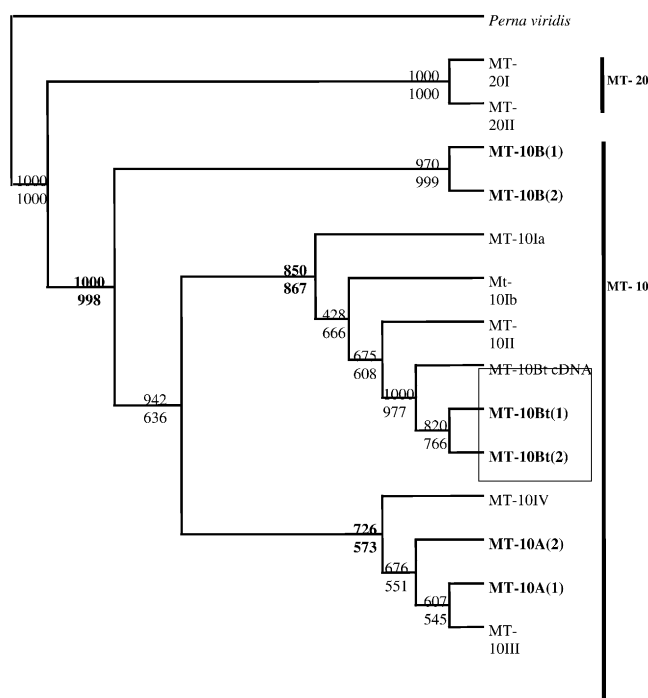 Perna viridis
MT-
20I
1000
1000
MT- 20
MT-
20II
MT-10B(1)
970
999
MT-10B(2)
1000
1000
MT-10Ia
850
867
1000
998
Mt-
10Ib
MT- 10
428
666
MT-
10II
675
608
MT-10Bt cDNA
1000
977
942
636
MT-10Bt(1)
820
766
MT-10Bt(2)
MT-10IV
726
573
MT-10A(2)
676
551
MT-10A(1)
607
545
MT-
10III